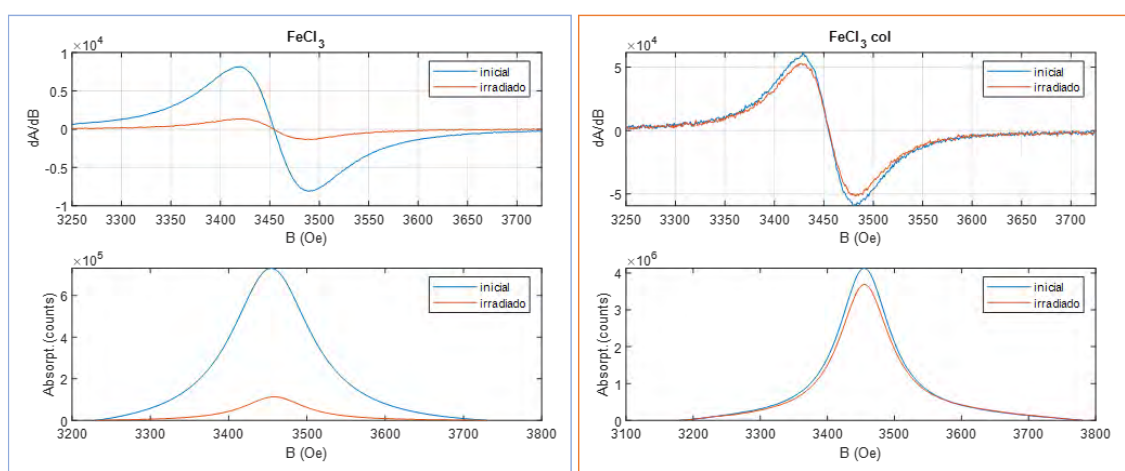 FeCl3
×10^4
1
0.5
0
-0.5
-1
dA/dB
3250 3300 3350 3400 3450 3500 3550 3600 3650 3700
B (Oe)
inicial
irradiado
×10^5
6
4
2
0
Absorpt.(counts)
3200 3300 3400 3500 3600 3700 3800
B (Oe)
inicial
irradiado
FeCl3 col
×10^4
5
0
-5
dA/dB
3250 3300 3350 3400 3450 3500 3550 3600 3650 3700
B (Oe)
inicial
irradiado
×10^6
4
3
2
1
0
Absorpt.(counts)
3100 3200 3300 3400 3500 3600 3700 3800
B (Oe)
inicial
irradiado